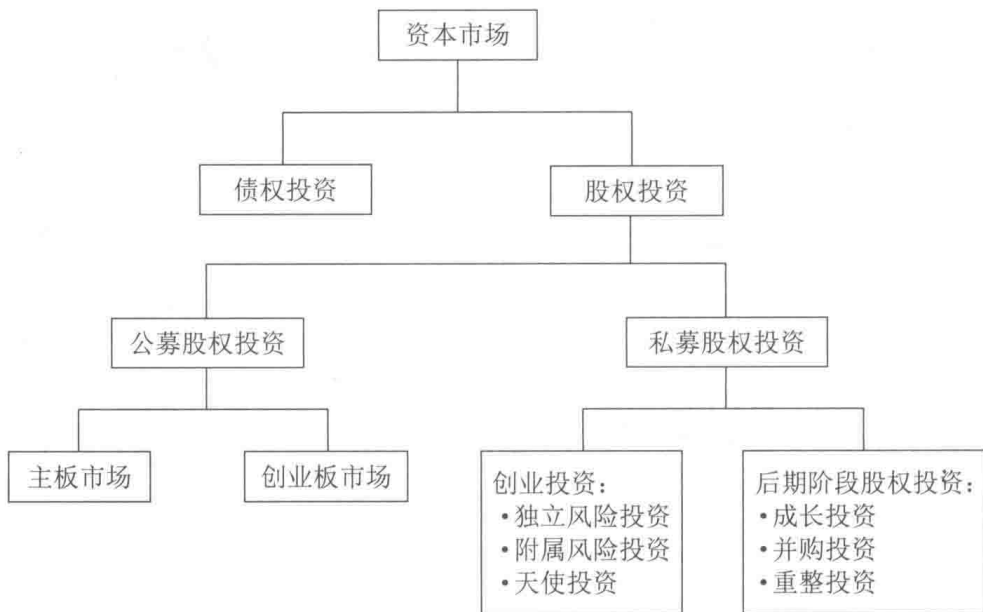 资本市场
债权投资
股权投资
公募股权投资
私募股权投资
主板市场
创业板市场
创业投资：
•独立风险投资
•附属风险投资
•天使投资
后期阶段股权投资：
•成长投资
•并购投资
•重整投资